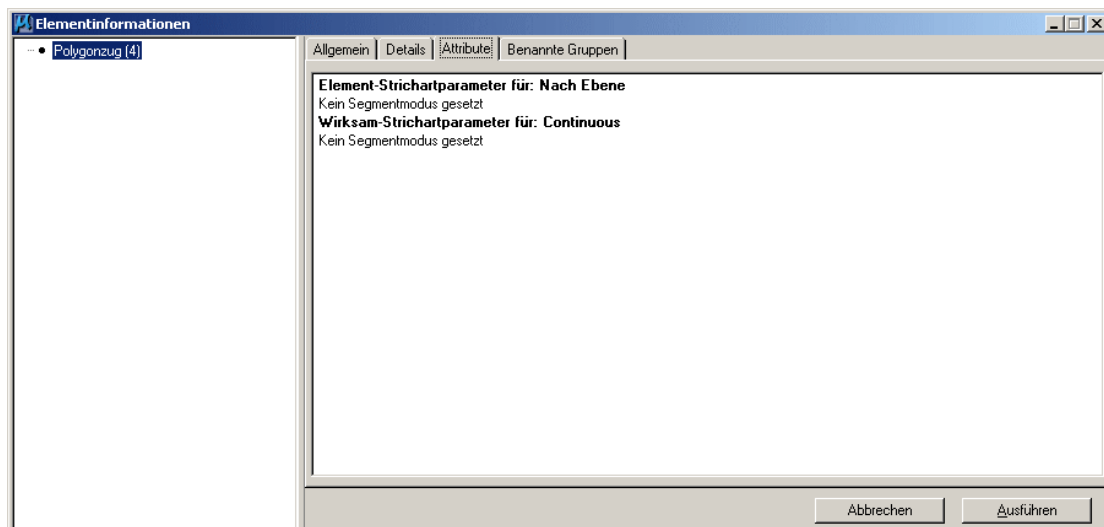 Elementinformationen
Polygonzug (4)
Allgemein Details Attribute Benannte Gruppen
Element-Strichartparameter für: Nach Ebene
Kein Segmentmodus gesetzt
Wirksam-Strichartparameter für: Continuous
Kein Segmentmodus gesetzt
Abbrechen Ausführen